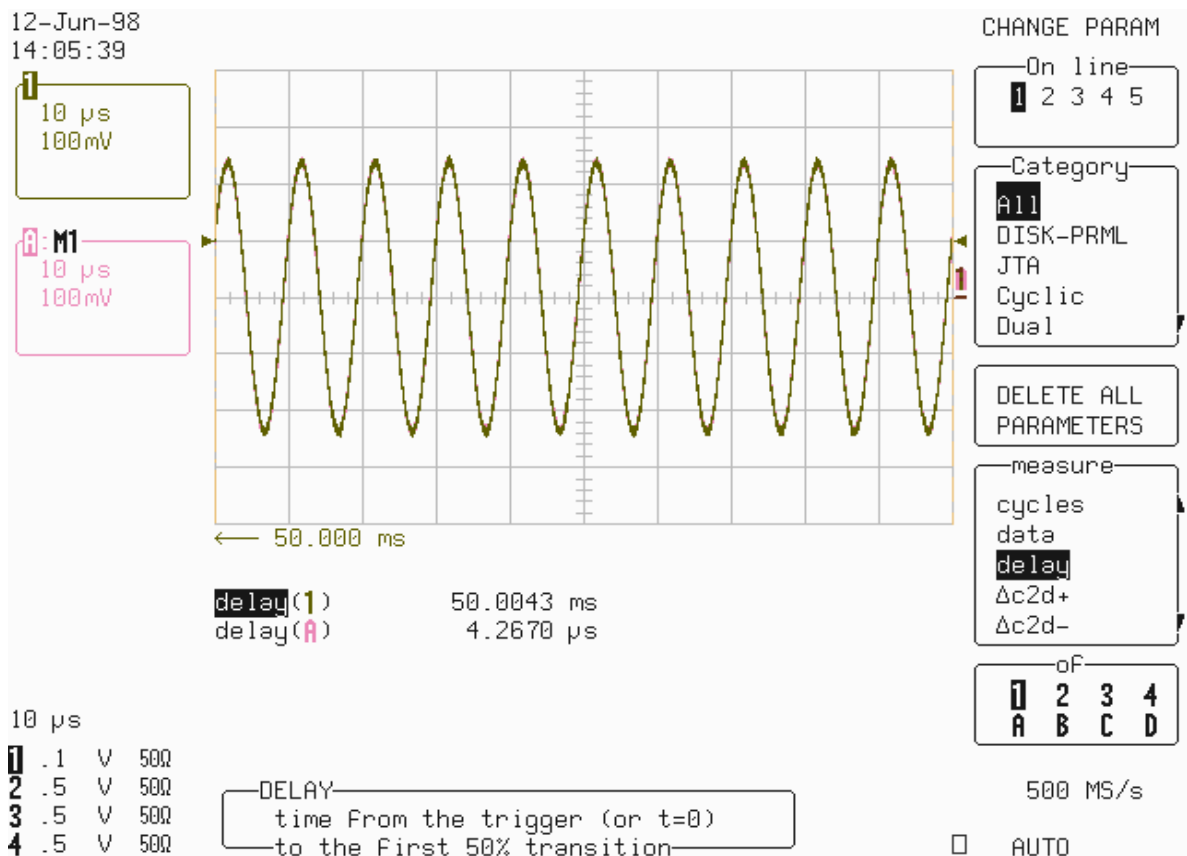 12-Jun-98
14:05:39
1
10 µs
100mV
A:M1
10 µs
100mV
1
← 50.000 ms
delay(1) 50.0043 ms
delay(A) 4.2670 µs
10 µs
1 .1 V 50Ω
2 .5 V 50Ω
3 .5 V 50Ω
4 .5 V 50Ω
DELAY
time from the trigger (or t=0)
to the first 50% transition
CHANGE PARAM
On line
1 2 3 4 5
Category
All
DISK-PRML
JTA
Cyclic
Dual
DELETE ALL
PARAMETERS
measure
cycles
data
delay
Δc2d+
Δc2d-
of
1 2 3 4
A B C D
500 MS/s
□ AUTO